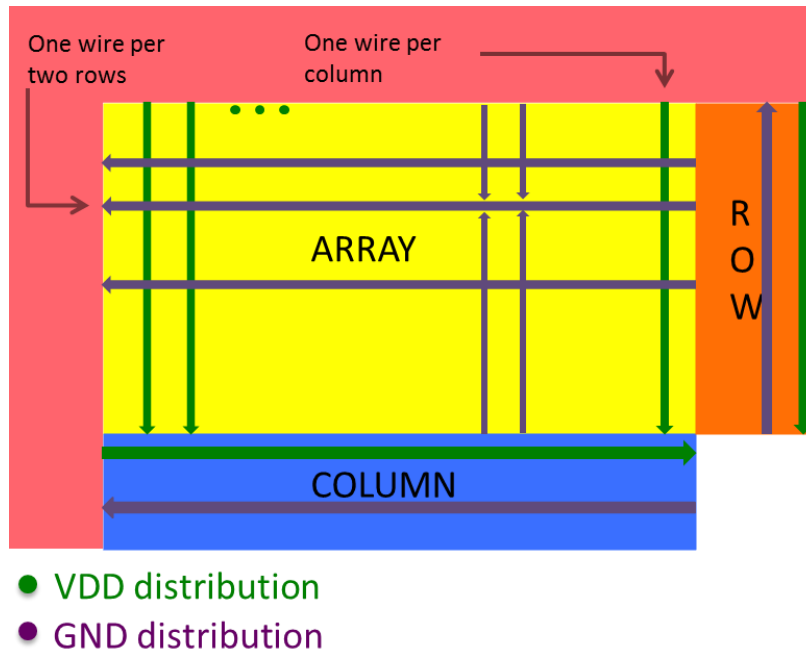 One wire per
two rows
One wire per
column
ARRAY
R
O
W
COLUMN
VDD distribution
GND distribution